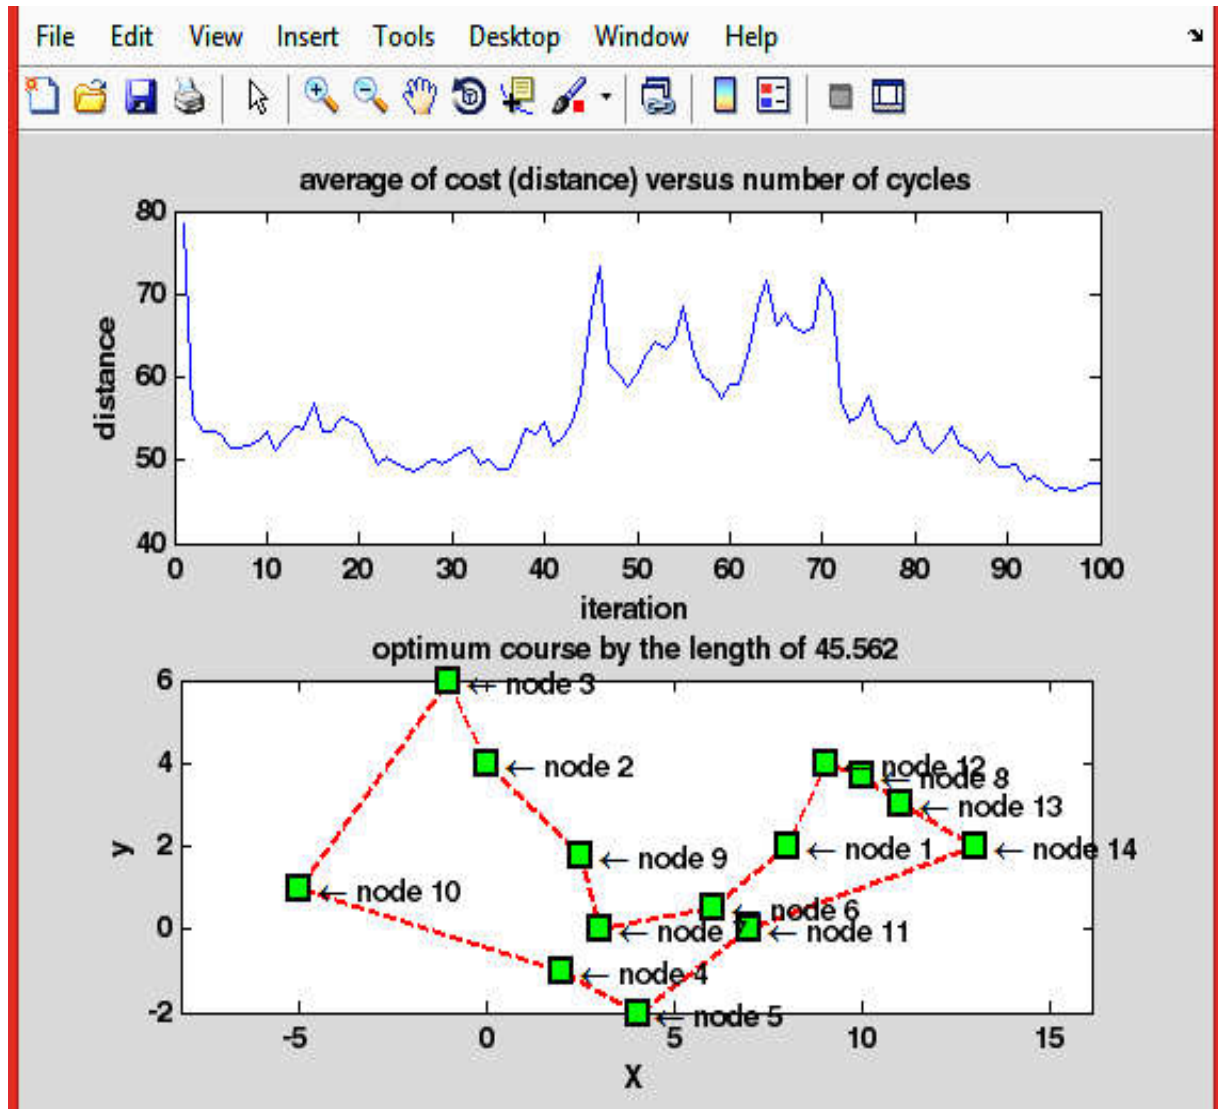 File Edit View Insert Tools Desktop Window Help
average of cost (distance) versus number of cycles
80
70
60
50
40
distance
0 10 20 30 40 50 60 70 80 90 100
iteration
optimum course by the length of 45.562
6
4
2
0
-2
y
← node 3
← node 2
← node 12
← node 8
← node 13
← node 9
← node 1
← node 14
← node 10
← node 6
← node 7
← node 11
← node 4
← node 5
-5 0 5 10 15
X